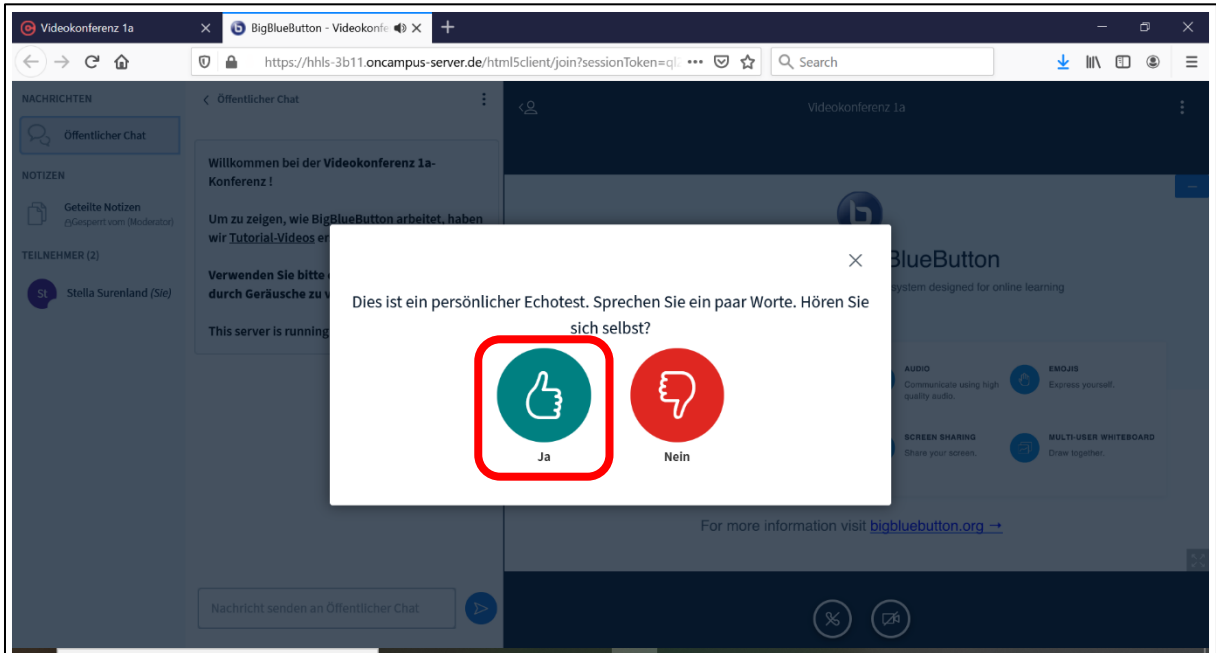 Videokonferenz 1a
BigBlueButton - Videokonfe
https://hhls-3b11.oncampus-server.de/html5client/join?sessionToken=ql
Search
NACHRICHTEN
Öffentlicher Chat
NOTIZEN
Geteilte Notizen
Gesperrt vom (Moderator)
TEILNEHMER (2)
St
Stella Surenland (Sie)
Öffentlicher Chat
Willkommen bei der Videokonferenz 1a-
Konferenz !
Um zu zeigen, wie BigBlueButton arbeitet, haben
wir Tutorial-Videos er
Verwenden Sie bitte
durch Geräusche zu v
This server is running
Nachricht senden an Öffentlicher Chat
Videokonferenz 1a
BlueButton
system designed for online learning
AUDIO
Communicate using high
quality audio.
EMOJIS
Express yourself.
SCREEN SHARING
Share your screen.
MULTI-USER WHITEBOARD
Draw together.
For more information visit bigbluebutton.org →
Dies ist ein persönlicher Echotest. Sprechen Sie ein paar Worte. Hören Sie
sich selbst?
Ja
Nein